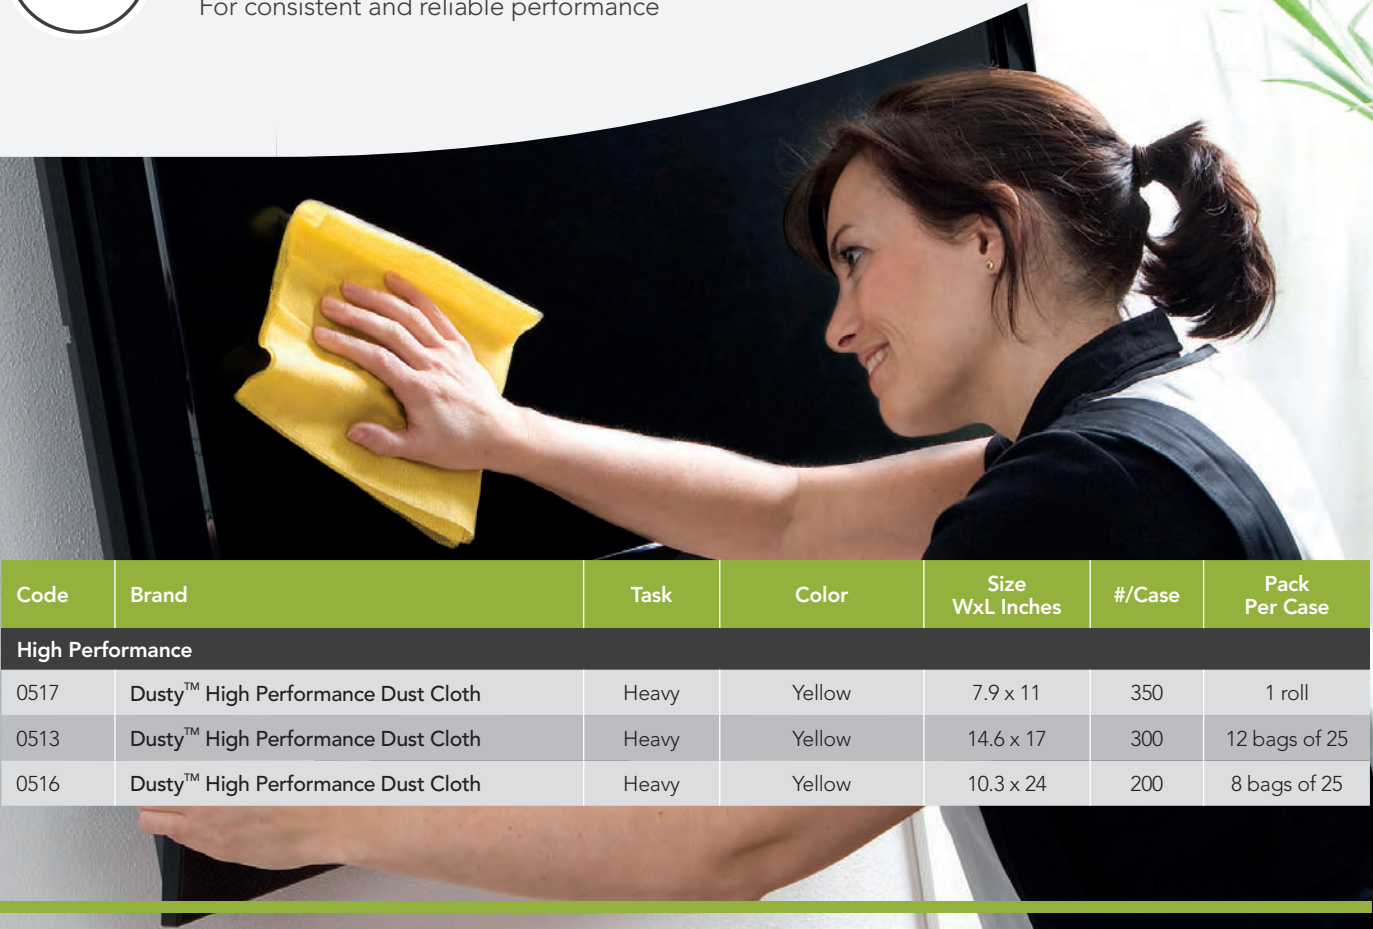 For consistent and reliable performance
Code Brand Task Color Size WxL Inches #/Case Pack Per Case
High Performance
0517 Dusty™ High Performance Dust Cloth Heavy Yellow 7.9 x 11 350 1 roll
0513 Dusty™ High Performance Dust Cloth Heavy Yellow 14.6 x 17 300 12 bags of 25
0516 Dusty™ High Performance Dust Cloth Heavy Yellow 10.3 x 24 200 8 bags of 25